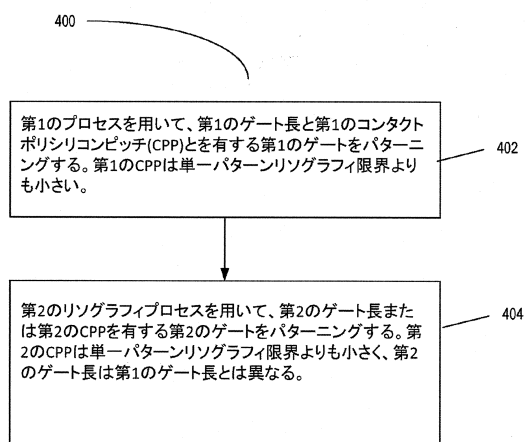 400
第1のプロセスを用いて、第1のゲート長と第1のコンタクト
ポリシリコンピッチ(CPP)とを有する第1のゲートをパターニ
ングする。第1のCPPは単一パターンリソグラフィ限界より
も小さい。
402
第2のリソグラフィプロセスを用いて、第2のゲート長また
は第2のCPPを有する第2のゲートをパターニングする。第
2のCPPは単一パターンリソグラフィ限界よりも小さく、第2
のゲート長は第1のゲート長とは異なる。
404